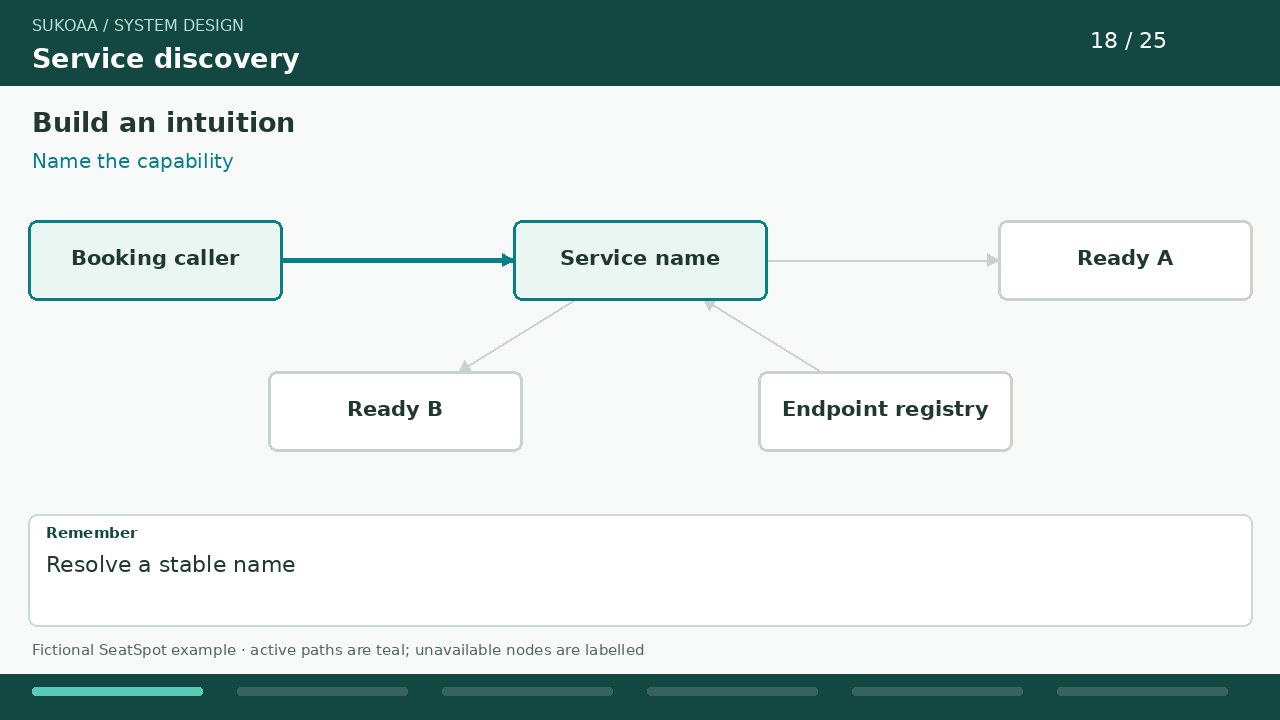 SUKOAA / SYSTEM DESIGN
Service discovery
18 / 25
Build an intuition
Name the capability
Booking caller
Service name
Ready A
Ready B
Endpoint registry
Remember
Resolve a stable name
Fictional SeatSpot example · active paths are teal; unavailable nodes are labelled